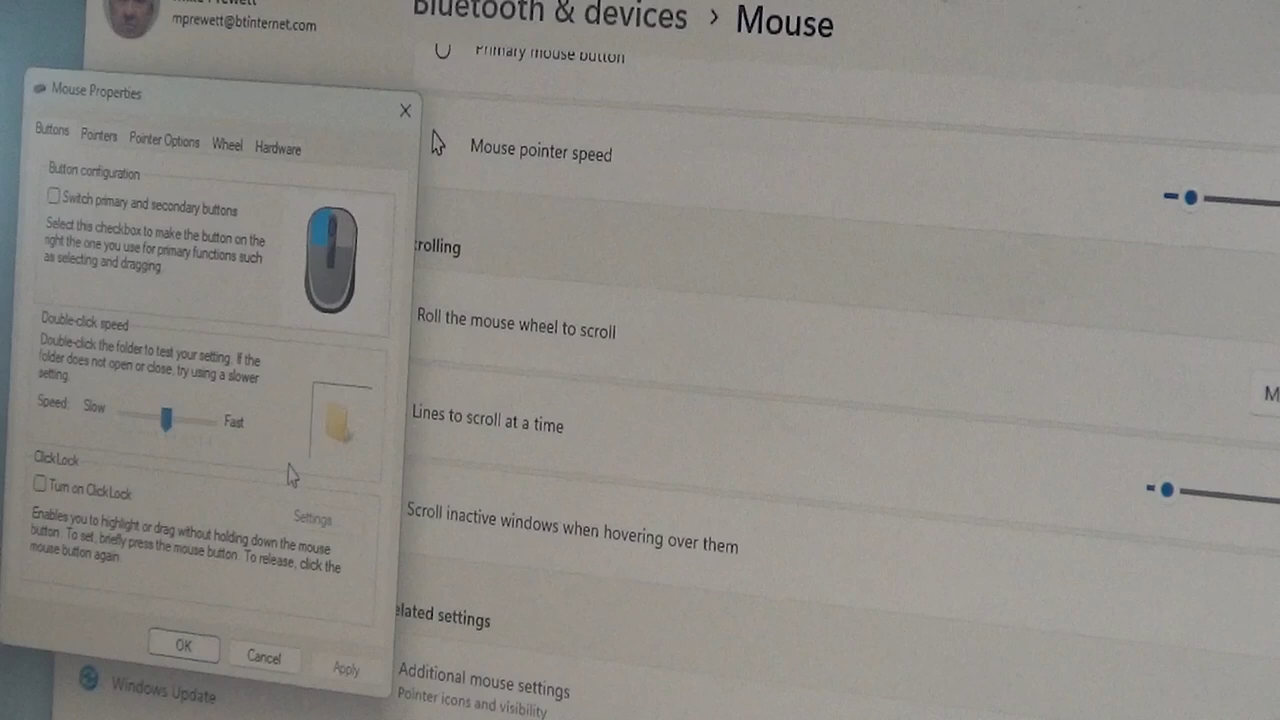 mprewett@btinternet.com
Bluetooth & devices › Mouse
Primary mouse button
Mouse pointer speed
rolling
Roll the mouse wheel to scroll
M
Lines to scroll at a time
Scroll inactive windows when hovering over them
elated settings
Additional mouse settings
Pointer icons and visibility
Mouse Properties
Buttons Pointers Pointer Options Wheel Hardware
Button configuration
Switch primary and secondary buttons
Select this checkbox to make the button on the
right the one you use for primary functions such
as selecting and dragging.
Double-click speed
Double-click the folder to test your setting. If the
folder does not open or close, try using a slower
setting.
Speed: Slow Fast
ClickLock
Turn on ClickLock
Settings
Enables you to highlight or drag without holding down the mouse
button. To set, briefly press the mouse button. To release, click the
mouse button again.
OK Cancel Apply
Windows Update